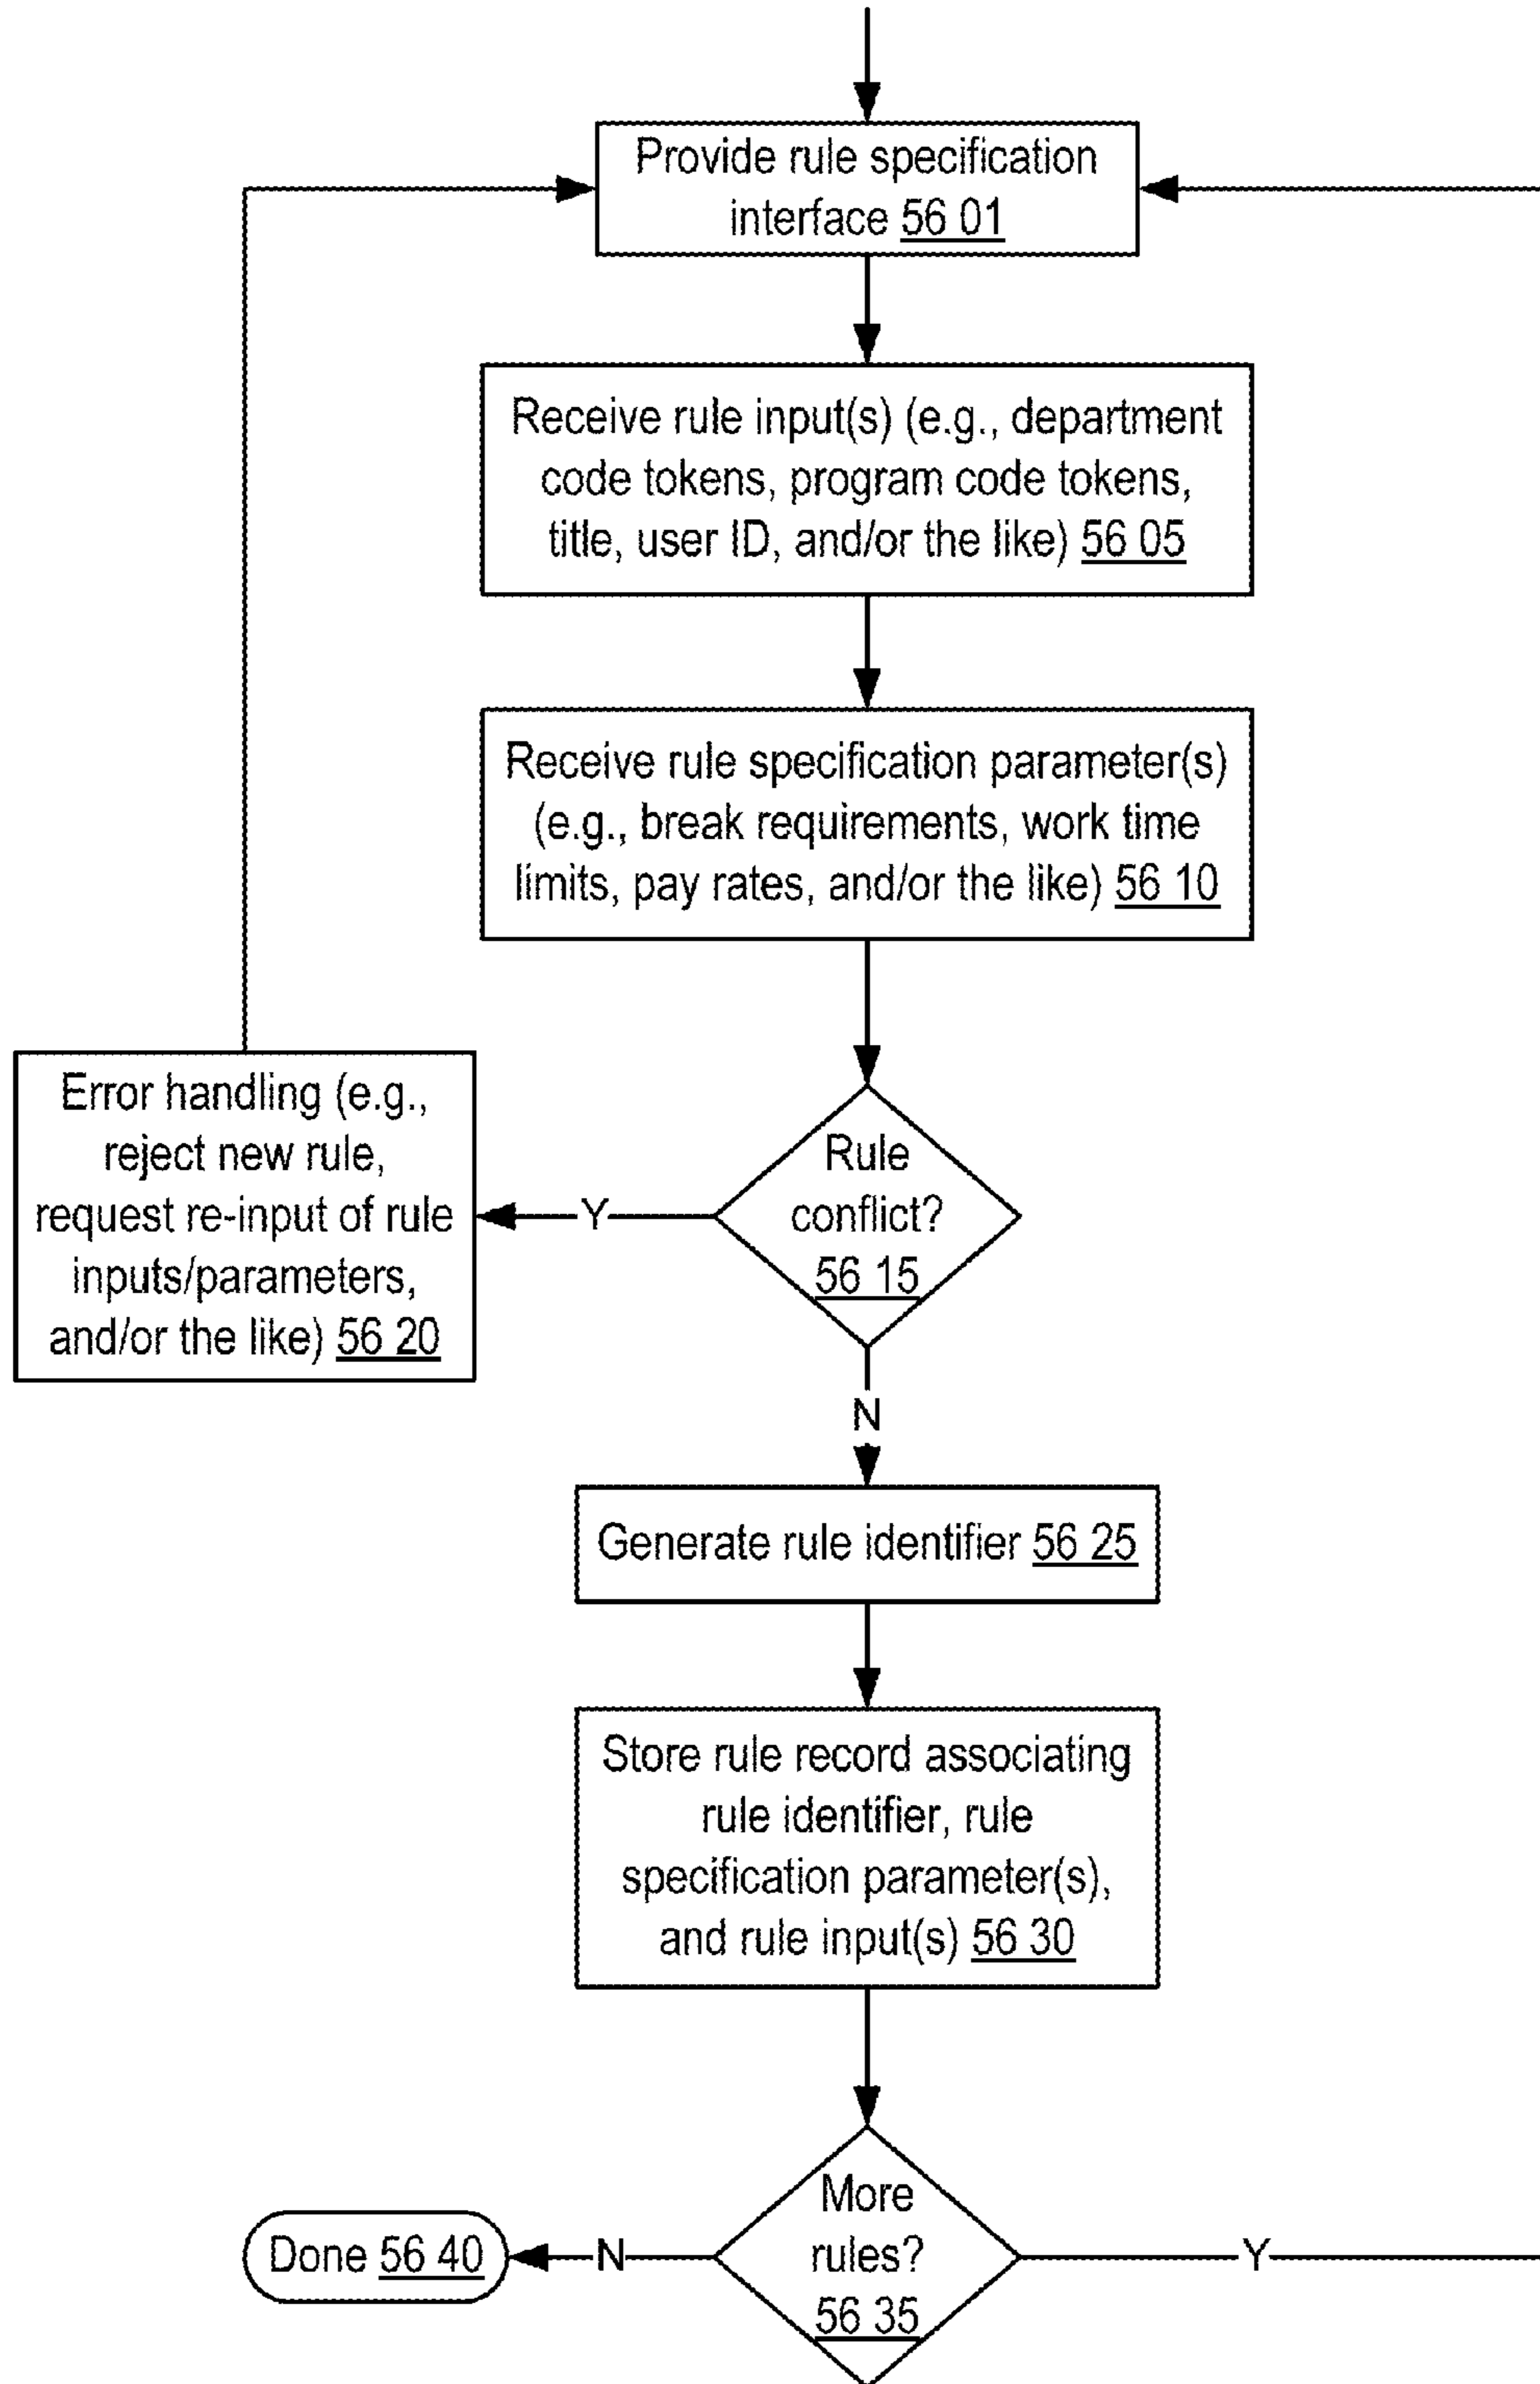 Provide rule specification
interface 56 01
Receive rule input(s) (e.g., department
code tokens, program code tokens,
title, user ID, and/or the like) 56 05
Receive rule specification parameter(s)
(e.g., break requirements, work time
limits, pay rates, and/or the like) 56 10
Rule
conflict?
56 15
Y
Error handling (e.g.,
reject new rule,
request re-input of rule
inputs/parameters,
and/or the like) 56 20
N
Generate rule identifier 56 25
Store rule record associating
rule identifier, rule
specification parameter(s),
and rule input(s) 56 30
More
rules?
56 35
N
Done 56 40
Y